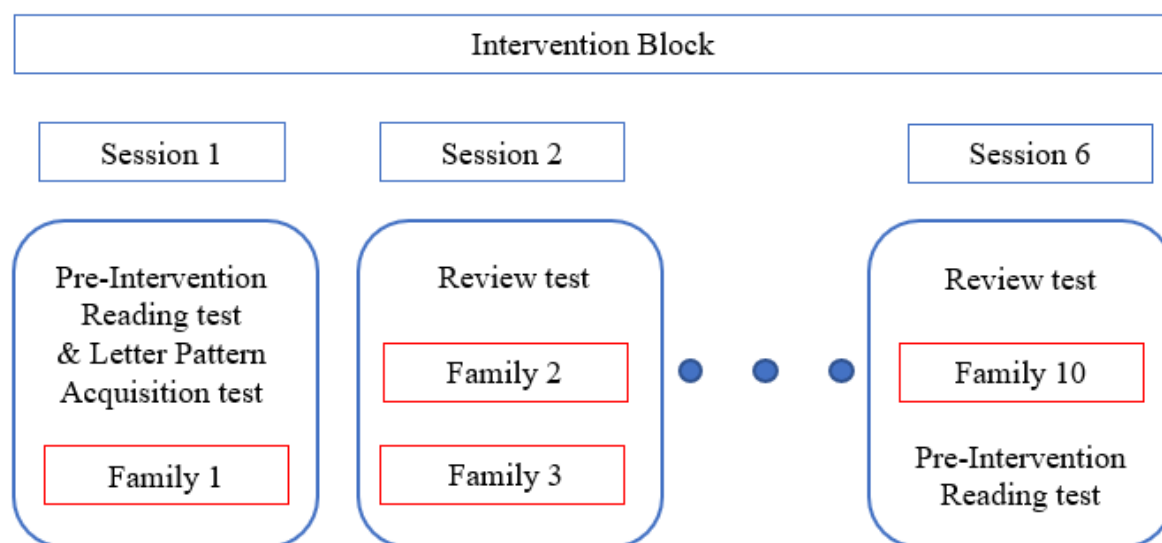 Intervention Block
Session 1
Session 2
Session 6
Pre-Intervention
Reading test
& Letter Pattern
Acquisition test
Family 1
Review test
Family 2
Family 3
Review test
Family 10
Pre-Intervention
Reading test